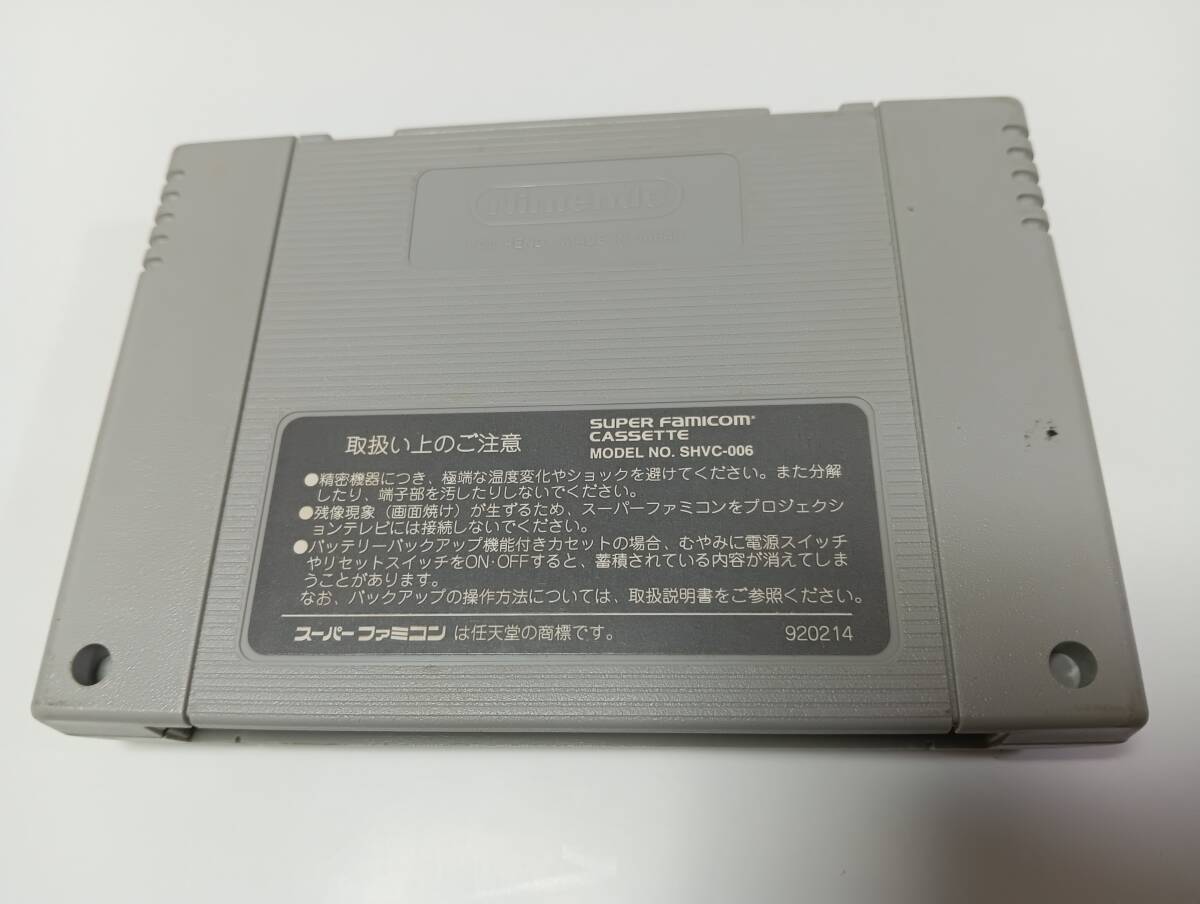 Nintendo
MADE IN JAPAN
取扱い上のご注意
SUPER FAMICOM
CASSETTE
MODEL NO. SHVC-006
●精密機器につき、極端な温度変化やショックを避けてください。また分解
したり、端子部を汚したりしないでください。
●残像現象（画面焼け）が生ずるため、スーパーファミコンをプロジェクシ
ョンテレビには接続しないでください。
●バッテリーバックアップ機能付きカセットの場合、むやみに電源スイッチ
やリセットスイッチをON·OFFすると、蓄積されている内容が消えてしま
うことがあります。
なお、バックアップの操作方法については、取扱説明書をご参照ください。
スーパーファミコン は任天堂の商標です。 920214